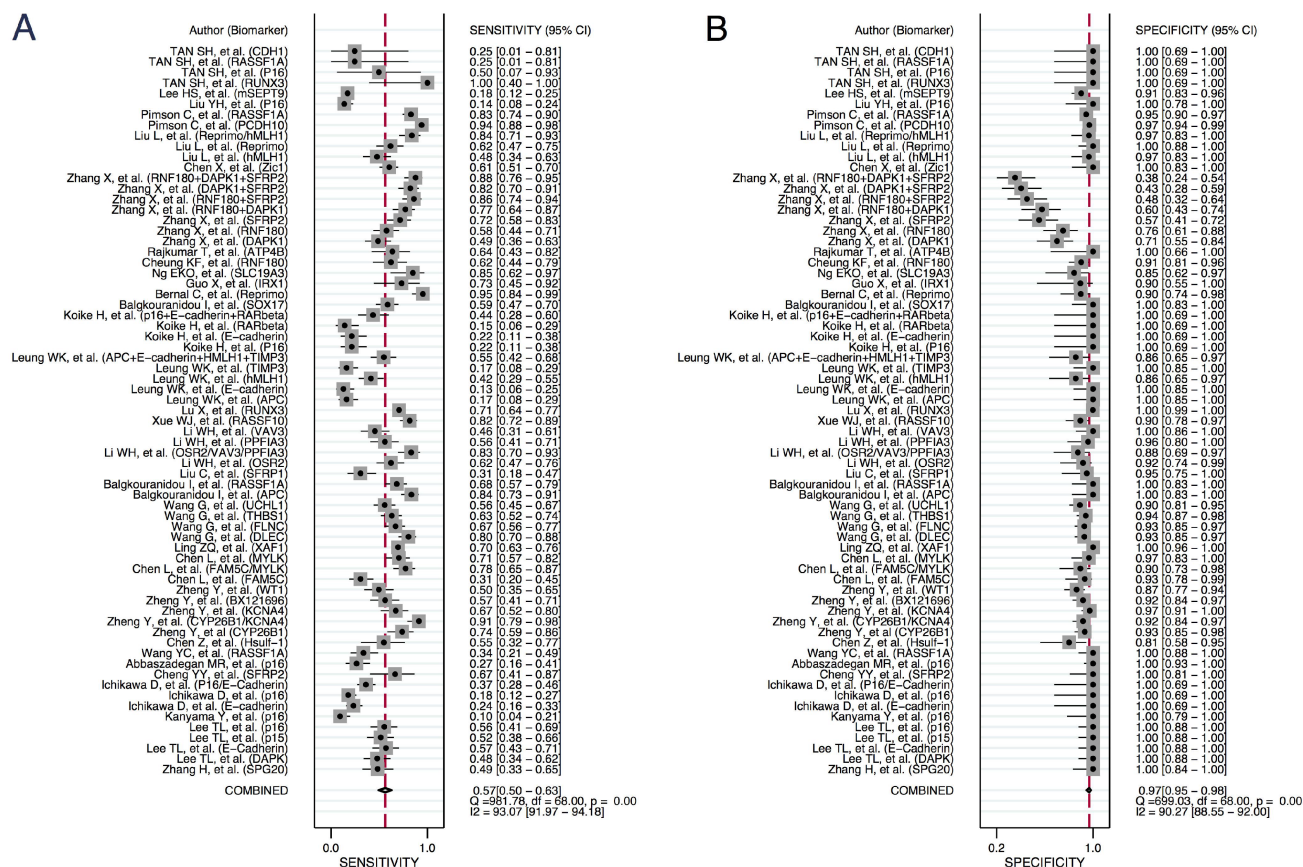 A
Author (Biomarker) SENSITIVITY (95% CI)
TAN SH, et al. (CDH1) 0.25 [0.01 – 0.81]
TAN SH, et al. (RASSF1A) 0.25 [0.01 – 0.81]
TAN SH, et al. (P16) 0.50 [0.07 – 0.93]
TAN SH, et al. (RUNX3) 1.00 [0.40 – 1.00]
Lee HS, et al. (mSEPT9) 0.18 [0.12 – 0.25]
Liu YH, et al. (P16) 0.14 [0.08 – 0.24]
Pimson C, et al. (RASSF1A) 0.83 [0.74 – 0.90]
Pimson C, et al. (PCDH10) 0.94 [0.88 – 0.98]
Liu L, et al. (Reprimo/hMLH1) 0.84 [0.71 – 0.93]
Liu L, et al. (Reprimo) 0.62 [0.47 – 0.75]
Liu L, et al. (hMLH1) 0.48 [0.34 – 0.63]
Chen X, et al. (Zic1) 0.61 [0.51 – 0.70]
Zhang X, et al. (RNF180+DAPK1+SFRP2) 0.88 [0.76 – 0.95]
Zhang X, et al. (DAPK1+SFRP2) 0.82 [0.70 – 0.91]
Zhang X, et al. (RNF180+SFRP2) 0.86 [0.74 – 0.94]
Zhang X, et al. (RNF180+DAPK1) 0.77 [0.64 – 0.87]
Zhang X, et al. (SFRP2) 0.72 [0.58 – 0.83]
Zhang X, et al. (RNF180) 0.58 [0.44 – 0.71]
Zhang X, et al. (DAPK1) 0.49 [0.36 – 0.63]
Rajkumar T, et al. (ATP4B) 0.64 [0.43 – 0.82]
Cheung KF, et al. (RNF180) 0.62 [0.44 – 0.79]
Ng EKO, et al. (SLC19A3) 0.85 [0.62 – 0.97]
Guo X, et al. (IRX1) 0.73 [0.45 – 0.92]
Bernal C, et al. (Reprimo) 0.95 [0.84 – 0.99]
Balgkouranidou I, et al. (SOX17) 0.59 [0.47 – 0.70]
Koike H, et al. (p16+E-cadherin+RARbeta) 0.44 [0.28 – 0.60]
Koike H, et al. (RARbeta) 0.15 [0.06 – 0.29]
Koike H, et al. (E-cadherin) 0.22 [0.11 – 0.38]
Koike H, et al. (P16) 0.22 [0.11 – 0.38]
Leung WK, et al. (APC+E-cadherin+HMLH1+TIMP3) 0.55 [0.42 – 0.68]
Leung WK, et al. (TIMP3) 0.17 [0.08 – 0.29]
Leung WK, et al. (hMLH1) 0.42 [0.29 – 0.55]
Leung WK, et al. (E-cadherin) 0.13 [0.06 – 0.25]
Leung WK, et al. (APC) 0.17 [0.08 – 0.29]
Lu X, et al. (RUNX3) 0.71 [0.64 – 0.77]
Xue WJ, et al. (RASSF10) 0.82 [0.72 – 0.89]
Li WH, et al. (VAV3) 0.46 [0.31 – 0.61]
Li WH, et al. (PPFIA3) 0.56 [0.41 – 0.71]
Li WH, et al. (OSR2/VAV3/PPFIA3) 0.83 [0.70 – 0.93]
Li WH, et al. (OSR2) 0.62 [0.47 – 0.76]
Liu C, et al. (SFRP1) 0.31 [0.18 – 0.47]
Balgkouranidou I, et al. (RASSF1A) 0.68 [0.57 – 0.79]
Balgkouranidou I, et al. (APC) 0.84 [0.73 – 0.91]
Wang G, et al. (UCHL1) 0.56 [0.45 – 0.67]
Wang G, et al. (THBS1) 0.63 [0.52 – 0.74]
Wang G, et al. (FLNC) 0.67 [0.56 – 0.77]
Wang G, et al. (DLEC) 0.80 [0.70 – 0.88]
Ling ZQ, et al. (XAF1) 0.70 [0.63 – 0.76]
Chen L, et al. (MYLK) 0.71 [0.57 – 0.82]
Chen L, et al. (FAM5C/MYLK) 0.78 [0.65 – 0.87]
Chen L, et al. (FAM5C) 0.31 [0.20 – 0.45]
Zheng Y, et al. (WT1) 0.50 [0.35 – 0.65]
Zheng Y, et al. (BX121696) 0.57 [0.41 – 0.71]
Zheng Y, et al. (KCNA4) 0.67 [0.52 – 0.80]
Zheng Y, et al. (CYP26B1/KCNA4) 0.91 [0.79 – 0.98]
Zheng Y, et al (CYP26B1) 0.74 [0.59 – 0.86]
Chen Z, et al. (Hsulf-1) 0.55 [0.32 – 0.77]
Wang YC, et al. (RASSF1A) 0.34 [0.21 – 0.49]
Abbaszadegan MR, et al. (p16) 0.27 [0.16 – 0.41]
Cheng YY, et al. (SFRP2) 0.67 [0.41 – 0.87]
Ichikawa D, et al. (P16/E-Cadherin) 0.37 [0.28 – 0.46]
Ichikawa D, et al. (p16) 0.18 [0.12 – 0.27]
Ichikawa D, et al. (E-cadherin) 0.24 [0.16 – 0.33]
Kanyama Y, et al. (p16) 0.10 [0.04 – 0.21]
Lee TL, et al. (p16) 0.56 [0.41 – 0.69]
Lee TL, et al. (p15) 0.52 [0.38 – 0.66]
Lee TL, et al. (E-Cadherin) 0.57 [0.43 – 0.71]
Lee TL, et al. (DAPK) 0.48 [0.34 – 0.62]
Zhang H, et al. (SPG20) 0.49 [0.33 – 0.65]
COMBINED 0.57[0.50 – 0.63]
Q =981.78, df = 68.00, p = 0.00
I2 = 93.07 [91.97 – 94.18]
0.0 1.0
SENSITIVITY
B
Author (Biomarker) SPECIFICITY (95% CI)
TAN SH, et al. (CDH1) 1.00 [0.69 – 1.00]
TAN SH, et al. (RASSF1A) 1.00 [0.69 – 1.00]
TAN SH, et al. (P16) 1.00 [0.69 – 1.00]
TAN SH, et al. (RUNX3) 1.00 [0.69 – 1.00]
Lee HS, et al. (mSEPT9) 0.91 [0.83 – 0.96]
Liu YH, et al. (P16) 1.00 [0.78 – 1.00]
Pimson C, et al. (RASSF1A) 0.95 [0.90 – 0.97]
Pimson C, et al. (PCDH10) 0.97 [0.94 – 0.99]
Liu L, et al. (Reprimo/hMLH1) 0.97 [0.83 – 1.00]
Liu L, et al. (Reprimo) 1.00 [0.88 – 1.00]
Liu L, et al. (hMLH1) 0.97 [0.83 – 1.00]
Chen X, et al. (Zic1) 1.00 [0.83 – 1.00]
Zhang X, et al. (RNF180+DAPK1+SFRP2) 0.38 [0.24 – 0.54]
Zhang X, et al. (DAPK1+SFRP2) 0.43 [0.28 – 0.59]
Zhang X, et al. (RNF180+SFRP2) 0.48 [0.32 – 0.64]
Zhang X, et al. (RNF180+DAPK1) 0.60 [0.43 – 0.74]
Zhang X, et al. (SFRP2) 0.57 [0.41 – 0.72]
Zhang X, et al. (RNF180) 0.76 [0.61 – 0.88]
Zhang X, et al. (DAPK1) 0.71 [0.55 – 0.84]
Rajkumar T, et al. (ATP4B) 1.00 [0.66 – 1.00]
Cheung KF, et al. (RNF180) 0.91 [0.81 – 0.96]
Ng EKO, et al. (SLC19A3) 0.85 [0.62 – 0.97]
Guo X, et al. (IRX1) 0.90 [0.55 – 1.00]
Bernal C, et al. (Reprimo) 0.90 [0.74 – 0.98]
Balgkouranidou I, et al. (SOX17) 1.00 [0.83 – 1.00]
Koike H, et al. (p16+E-cadherin+RARbeta) 1.00 [0.69 – 1.00]
Koike H, et al. (RARbeta) 1.00 [0.69 – 1.00]
Koike H, et al. (E-cadherin) 1.00 [0.69 – 1.00]
Koike H, et al. (P16) 1.00 [0.69 – 1.00]
Leung WK, et al. (APC+E-cadherin+HMLH1+TIMP3) 0.86 [0.65 – 0.97]
Leung WK, et al. (TIMP3) 1.00 [0.85 – 1.00]
Leung WK, et al. (hMLH1) 0.86 [0.65 – 0.97]
Leung WK, et al. (E-cadherin) 1.00 [0.85 – 1.00]
Leung WK, et al. (APC) 1.00 [0.85 – 1.00]
Lu X, et al. (RUNX3) 1.00 [0.99 – 1.00]
Xue WJ, et al. (RASSF10) 0.90 [0.78 – 0.97]
Li WH, et al. (VAV3) 1.00 [0.86 – 1.00]
Li WH, et al. (PPFIA3) 0.96 [0.80 – 1.00]
Li WH, et al. (OSR2/VAV3/PPFIA3) 0.88 [0.69 – 0.97]
Li WH, et al. (OSR2) 0.92 [0.74 – 0.99]
Liu C, et al. (SFRP1) 0.95 [0.75 – 1.00]
Balgkouranidou I, et al. (RASSF1A) 1.00 [0.83 – 1.00]
Balgkouranidou I, et al. (APC) 1.00 [0.83 – 1.00]
Wang G, et al. (UCHL1) 0.90 [0.81 – 0.95]
Wang G, et al. (THBS1) 0.94 [0.87 – 0.98]
Wang G, et al. (FLNC) 0.93 [0.85 – 0.97]
Wang G, et al. (DLEC) 0.93 [0.85 – 0.97]
Ling ZQ, et al. (XAF1) 1.00 [0.96 – 1.00]
Chen L, et al. (MYLK) 0.97 [0.83 – 1.00]
Chen L, et al. (FAM5C/MYLK) 0.90 [0.73 – 0.98]
Chen L, et al. (FAM5C) 0.93 [0.78 – 0.99]
Zheng Y, et al. (WT1) 0.87 [0.77 – 0.94]
Zheng Y, et al. (BX121696) 0.92 [0.84 – 0.97]
Zheng Y, et al. (KCNA4) 0.97 [0.91 – 1.00]
Zheng Y, et al. (CYP26B1/KCNA4) 0.92 [0.84 – 0.97]
Zheng Y, et al (CYP26B1) 0.93 [0.85 – 0.98]
Chen Z, et al. (Hsulf-1) 0.81 [0.58 – 0.95]
Wang YC, et al. (RASSF1A) 1.00 [0.88 – 1.00]
Abbaszadegan MR, et al. (p16) 1.00 [0.93 – 1.00]
Cheng YY, et al. (SFRP2) 1.00 [0.81 – 1.00]
Ichikawa D, et al. (P16/E-Cadherin) 1.00 [0.69 – 1.00]
Ichikawa D, et al. (p16) 1.00 [0.69 – 1.00]
Ichikawa D, et al. (E-cadherin) 1.00 [0.69 – 1.00]
Kanyama Y, et al. (p16) 1.00 [0.79 – 1.00]
Lee TL, et al. (p16) 1.00 [0.88 – 1.00]
Lee TL, et al. (p15) 1.00 [0.88 – 1.00]
Lee TL, et al. (E-Cadherin) 1.00 [0.88 – 1.00]
Lee TL, et al. (DAPK) 1.00 [0.88 – 1.00]
Zhang H, et al. (SPG20) 1.00 [0.84 – 1.00]
COMBINED 0.97[0.95 – 0.98]
Q =699.03, df = 68.00, p = 0.00
I2 = 90.27 [88.55 – 92.00]
0.2 1.0
SPECIFICITY